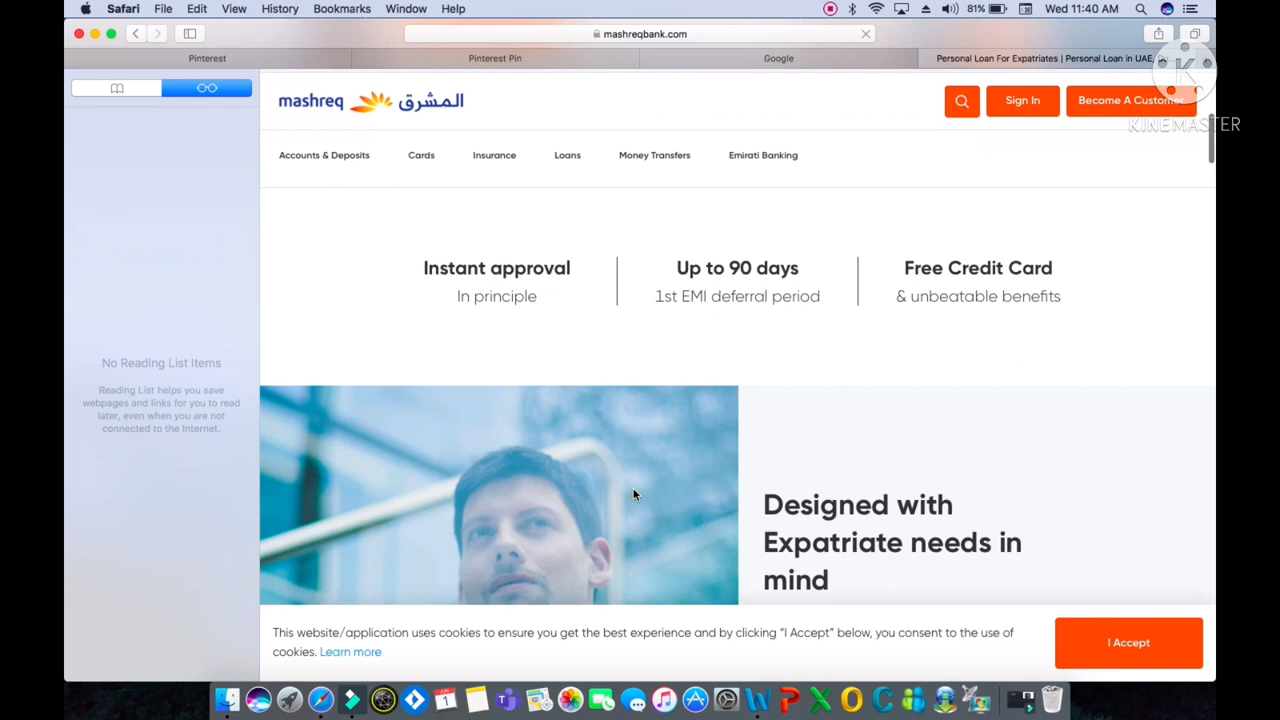 Safari File Edit View History Bookmarks Window Help 81% Wed 11:40 AM
mashreqbank.com
Pinterest Pinterest Pin Google Personal Loan For Expatriates | Personal Loan in UAE,
K
KINEMASTER
mashreq المشرق Sign In Become A Customer
Accounts & Deposits Cards Insurance Loans Money Transfers Emirati Banking
Instant approval Up to 90 days Free Credit Card
In principle 1st EMI deferral period & unbeatable benefits
No Reading List Items
Reading List helps you save
webpages and links for you to read
later, even when you are not
connected to the Internet.
Designed with
Expatriate needs in
mind
This website/application uses cookies to ensure you get the best experience and by clicking "I Accept" below, you consent to the use of
cookies. Learn more
I Accept
JUN
1